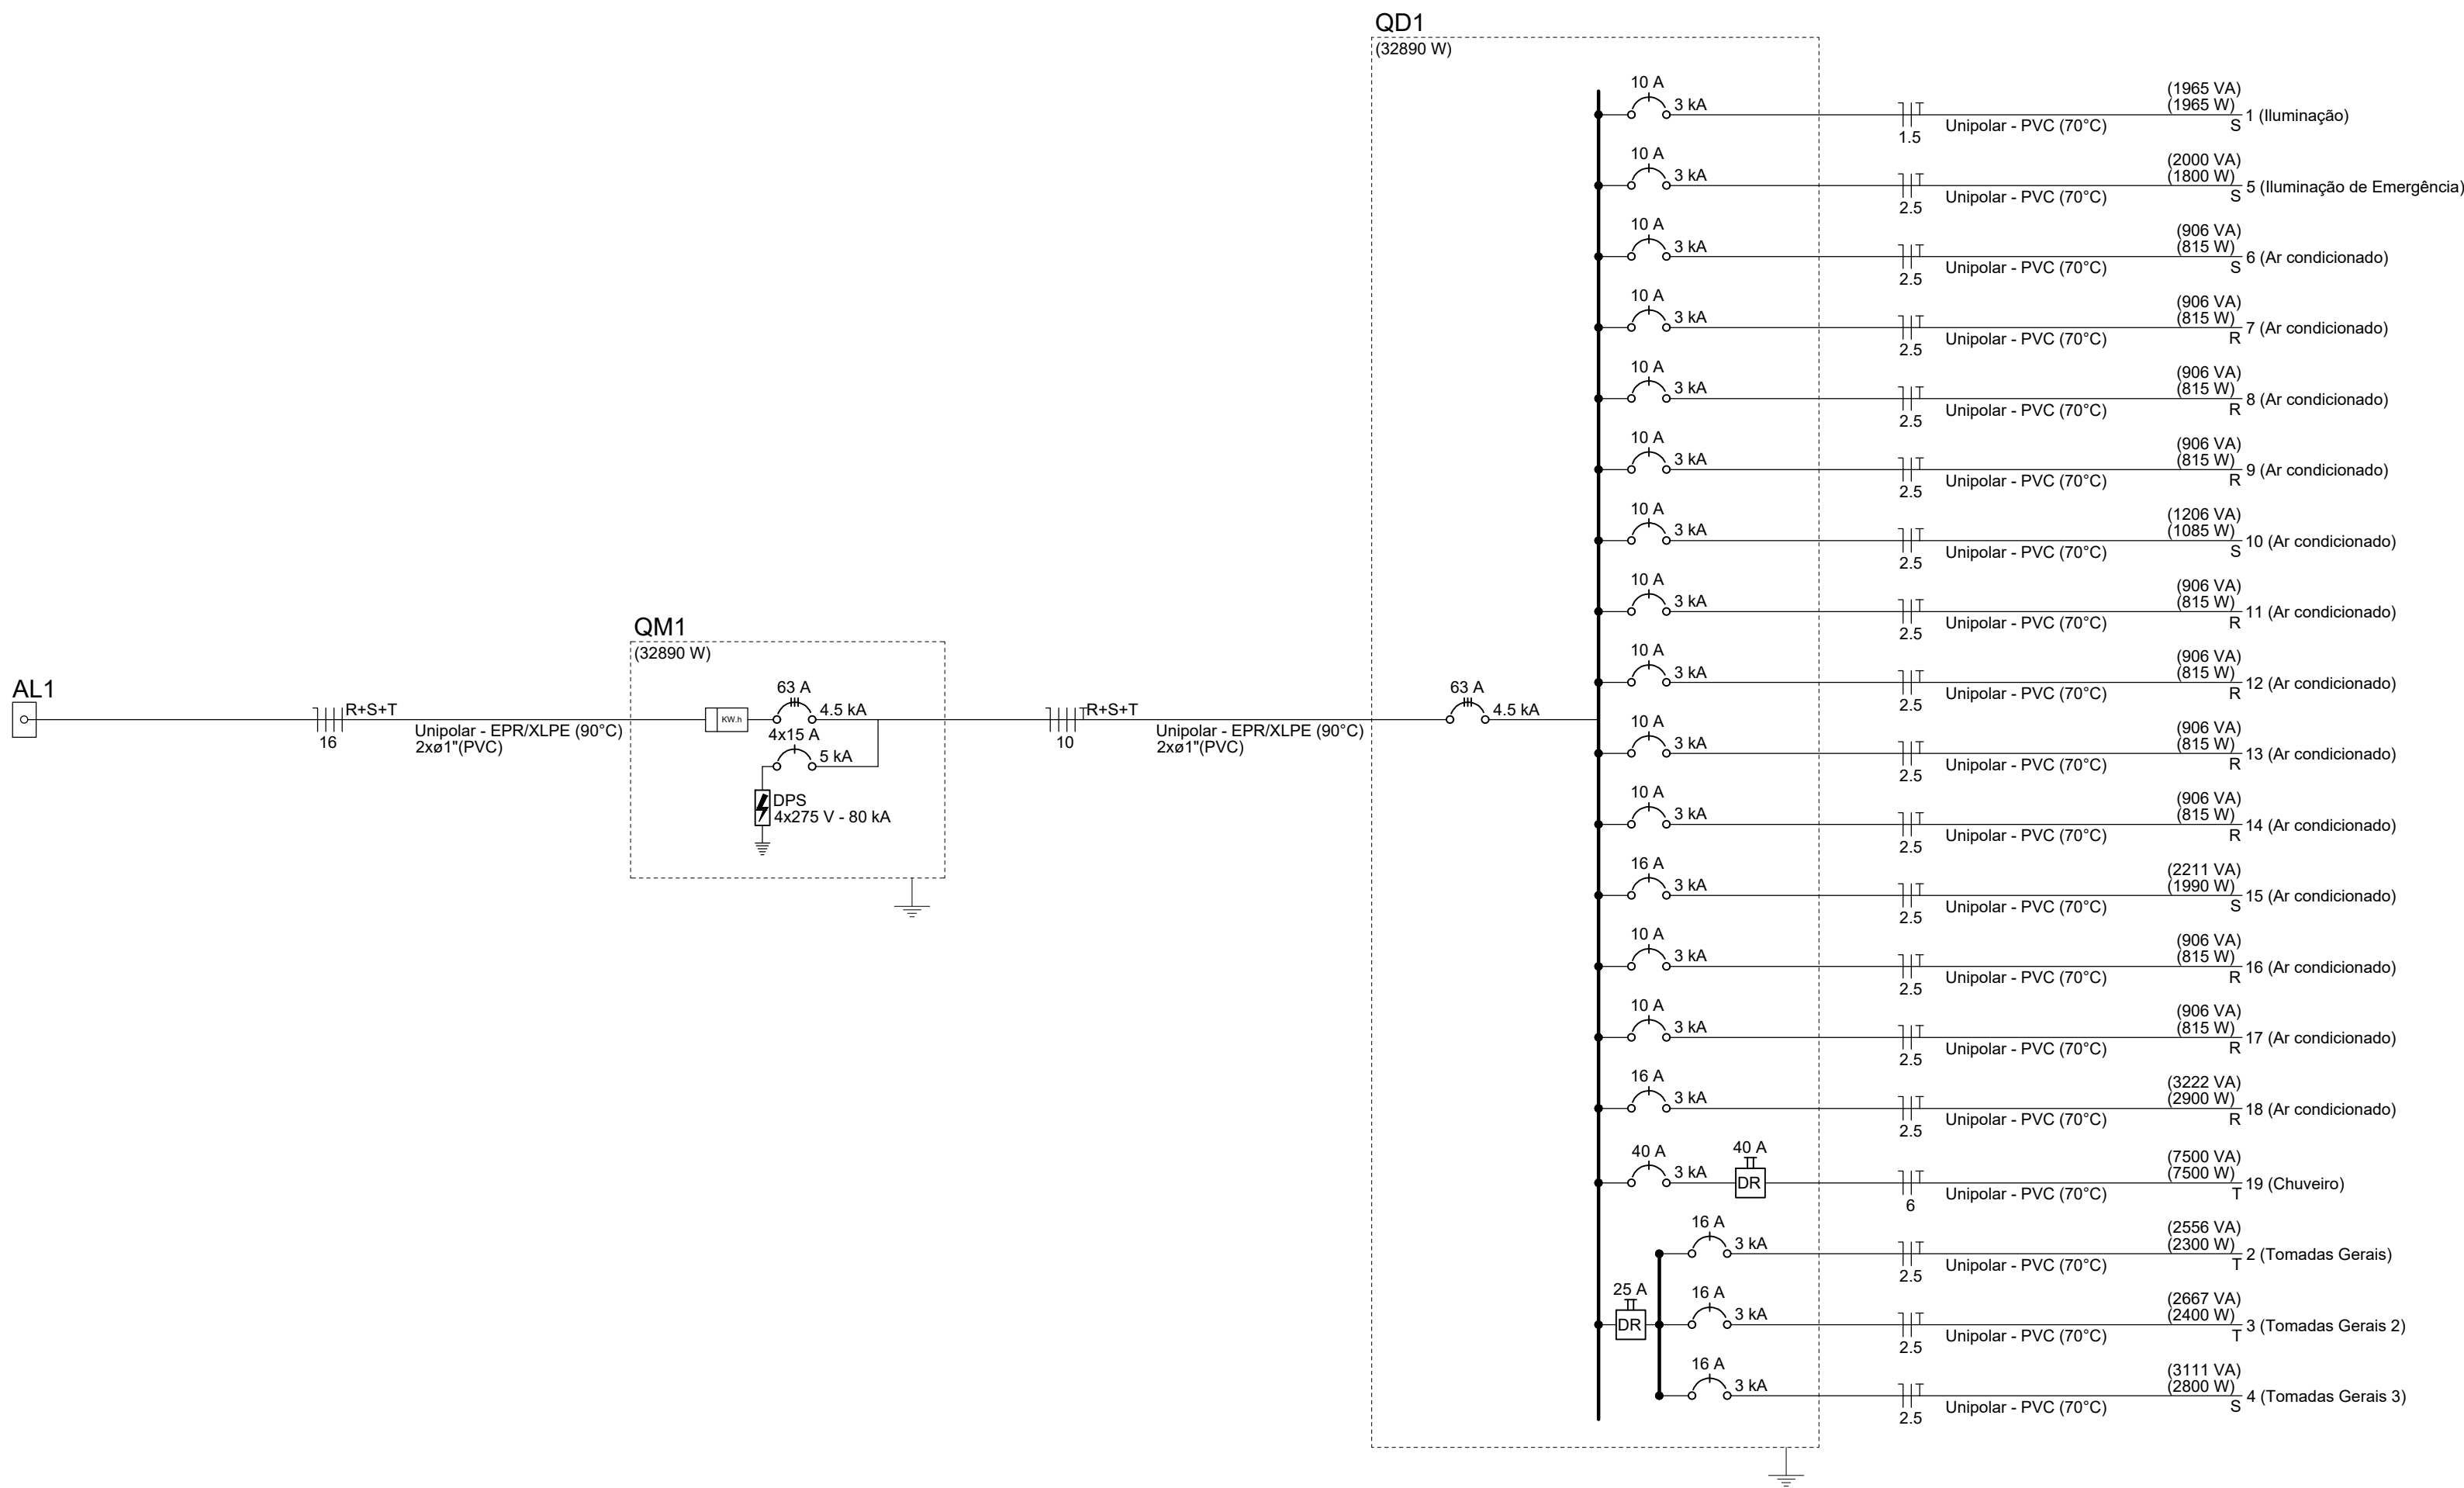 QD1
(32890 W)
10 A
3 kA
1.5
Unipolar - PVC (70°C)
(1965 VA)
(1965 W)
S
1 (Iluminação)
10 A
3 kA
2.5
Unipolar - PVC (70°C)
(2000 VA)
(1800 W)
S
5 (Iluminação de Emergência)
10 A
3 kA
2.5
Unipolar - PVC (70°C)
(906 VA)
(815 W)
S
6 (Ar condicionado)
10 A
3 kA
2.5
Unipolar - PVC (70°C)
(906 VA)
(815 W)
R
7 (Ar condicionado)
10 A
3 kA
2.5
Unipolar - PVC (70°C)
(906 VA)
(815 W)
R
8 (Ar condicionado)
10 A
3 kA
2.5
Unipolar - PVC (70°C)
(906 VA)
(815 W)
R
9 (Ar condicionado)
10 A
3 kA
2.5
Unipolar - PVC (70°C)
(1206 VA)
(1085 W)
S
10 (Ar condicionado)
10 A
3 kA
2.5
Unipolar - PVC (70°C)
(906 VA)
(815 W)
R
11 (Ar condicionado)
10 A
3 kA
2.5
Unipolar - PVC (70°C)
(906 VA)
(815 W)
R
12 (Ar condicionado)
10 A
3 kA
2.5
Unipolar - PVC (70°C)
(906 VA)
(815 W)
R
13 (Ar condicionado)
10 A
3 kA
2.5
Unipolar - PVC (70°C)
(906 VA)
(815 W)
R
14 (Ar condicionado)
16 A
3 kA
2.5
Unipolar - PVC (70°C)
(2211 VA)
(1990 W)
S
15 (Ar condicionado)
10 A
3 kA
2.5
Unipolar - PVC (70°C)
(906 VA)
(815 W)
R
16 (Ar condicionado)
10 A
3 kA
2.5
Unipolar - PVC (70°C)
(906 VA)
(815 W)
R
17 (Ar condicionado)
16 A
3 kA
2.5
Unipolar - PVC (70°C)
(3222 VA)
(2900 W)
R
18 (Ar condicionado)
40 A
3 kA
40 A
DR
6
Unipolar - PVC (70°C)
(7500 VA)
(7500 W)
T
19 (Chuveiro)
16 A
3 kA
2.5
Unipolar - PVC (70°C)
(2556 VA)
(2300 W)
T
2 (Tomadas Gerais)
25 A
DR
16 A
3 kA
2.5
Unipolar - PVC (70°C)
(2667 VA)
(2400 W)
T
3 (Tomadas Gerais 2)
16 A
3 kA
2.5
Unipolar - PVC (70°C)
(3111 VA)
(2800 W)
S
4 (Tomadas Gerais 3)
AL1
R+S+T
16
Unipolar - EPR/XLPE (90°C)
2xø1"(PVC)
QM1
(32890 W)
KW.h
63 A
4.5 kA
4x15 A
5 kA
DPS
4x275 V - 80 kA
R+S+T
10
Unipolar - EPR/XLPE (90°C)
2xø1"(PVC)
63 A
4.5 kA